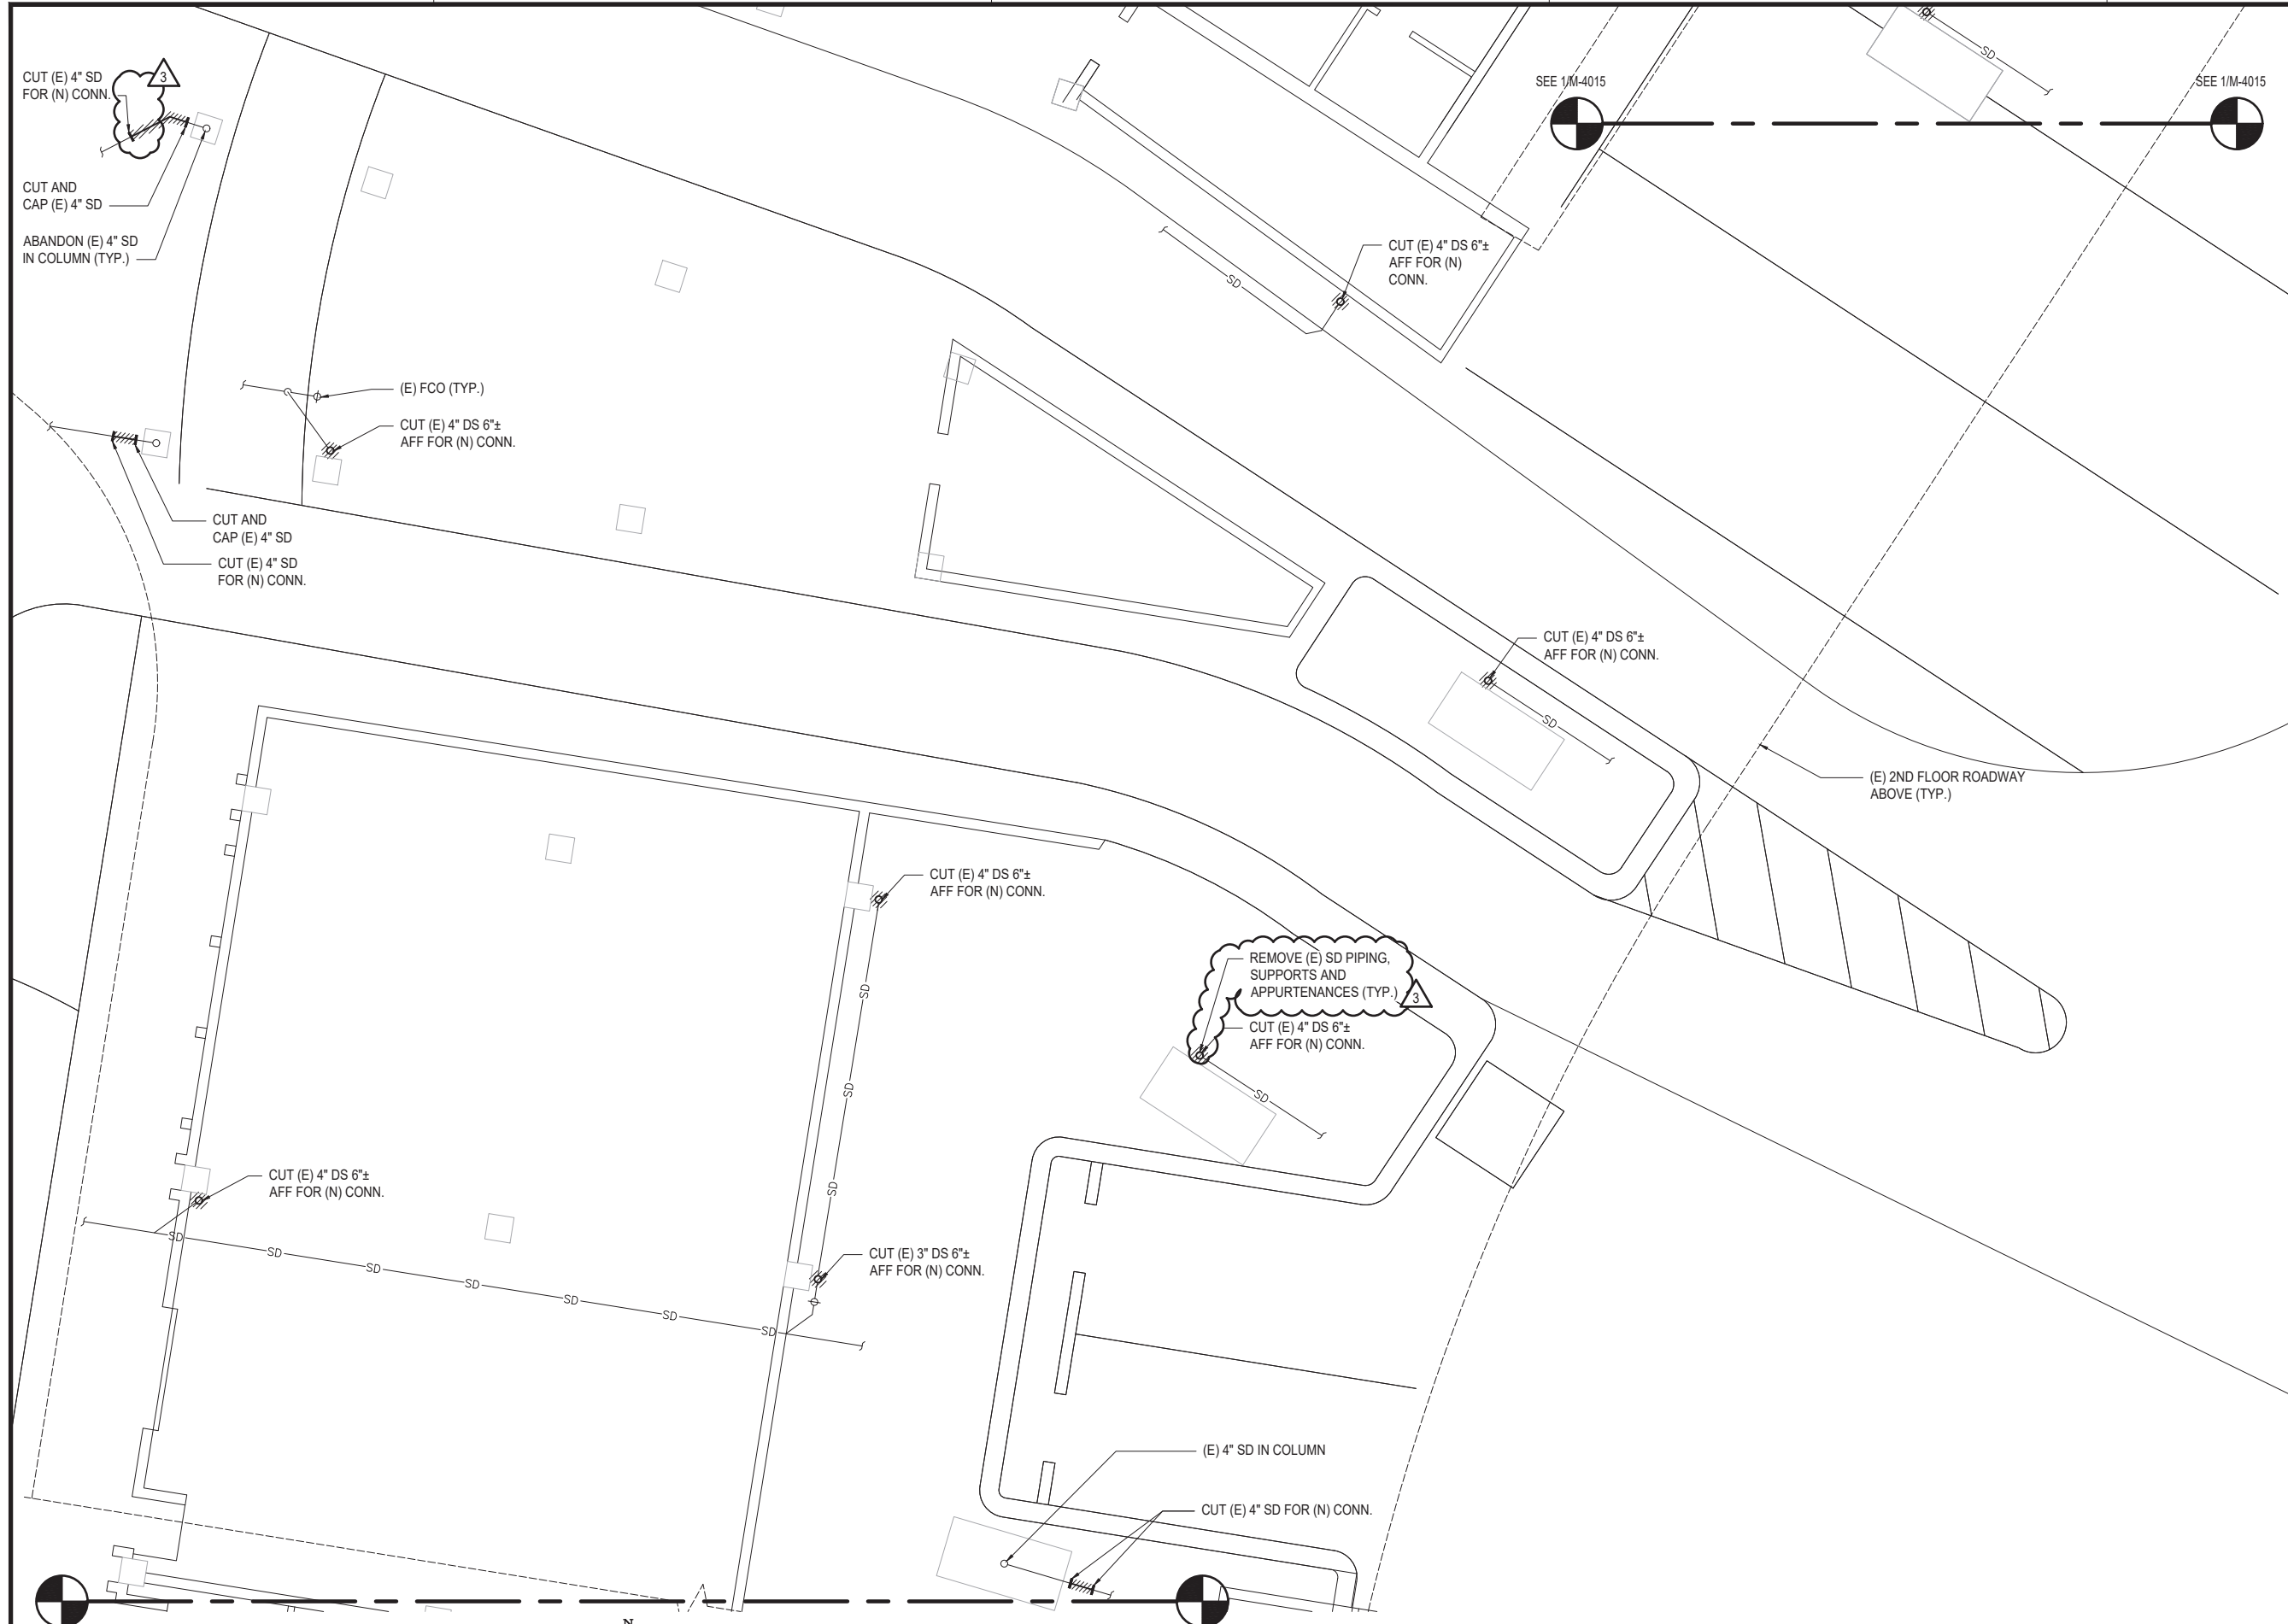 SEE 1/M-4015
SEE 1/M-4015
SD
CUT (E) 4" SD
FOR (N) CONN.
3
CUT AND
CAP (E) 4" SD
ABANDON (E) 4" SD
IN COLUMN (TYP.)
CUT (E) 4" DS 6"±
AFF FOR (N)
CONN.
SD
(E) FCO (TYP.)
CUT (E) 4" DS 6"±
AFF FOR (N) CONN.
CUT AND
CAP (E) 4" SD
CUT (E) 4" SD
FOR (N) CONN.
CUT (E) 4" DS 6"±
AFF FOR (N) CONN.
SD
(E) 2ND FLOOR ROADWAY
ABOVE (TYP.)
CUT (E) 4" DS 6"±
AFF FOR (N) CONN.
SD
SD
SD
REMOVE (E) SD PIPING,
SUPPORTS AND
APPURTENANCES (TYP.)
3
CUT (E) 4" DS 6"±
AFF FOR (N) CONN.
SD
CUT (E) 4" DS 6"±
AFF FOR (N) CONN.
SD
SD
SD
SD
SD
SD
SD
CUT (E) 3" DS 6"±
AFF FOR (N) CONN.
(E) 4" SD IN COLUMN
CUT (E) 4" SD FOR (N) CONN.
N